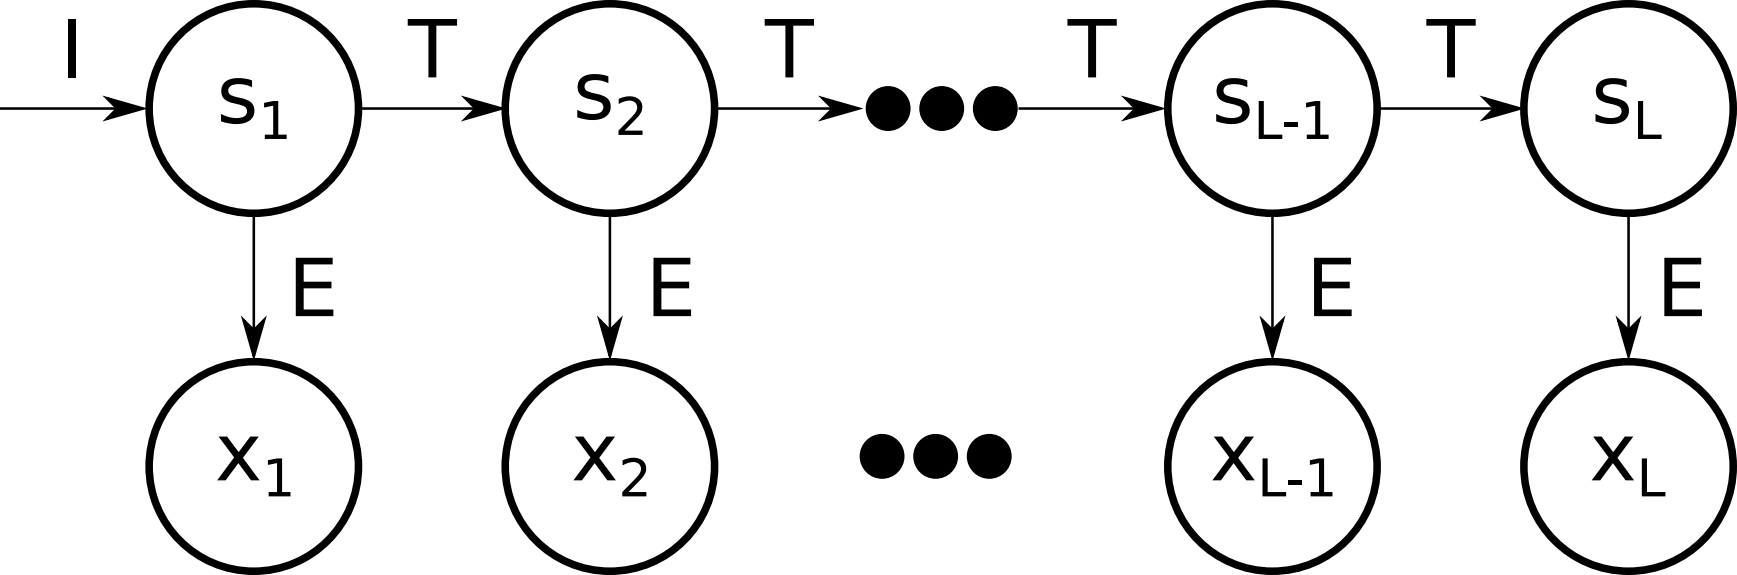 I T T T T
s1 s2 ●●● sL-1 sL
E E E E
x1 x2 ●●● xL-1 xL